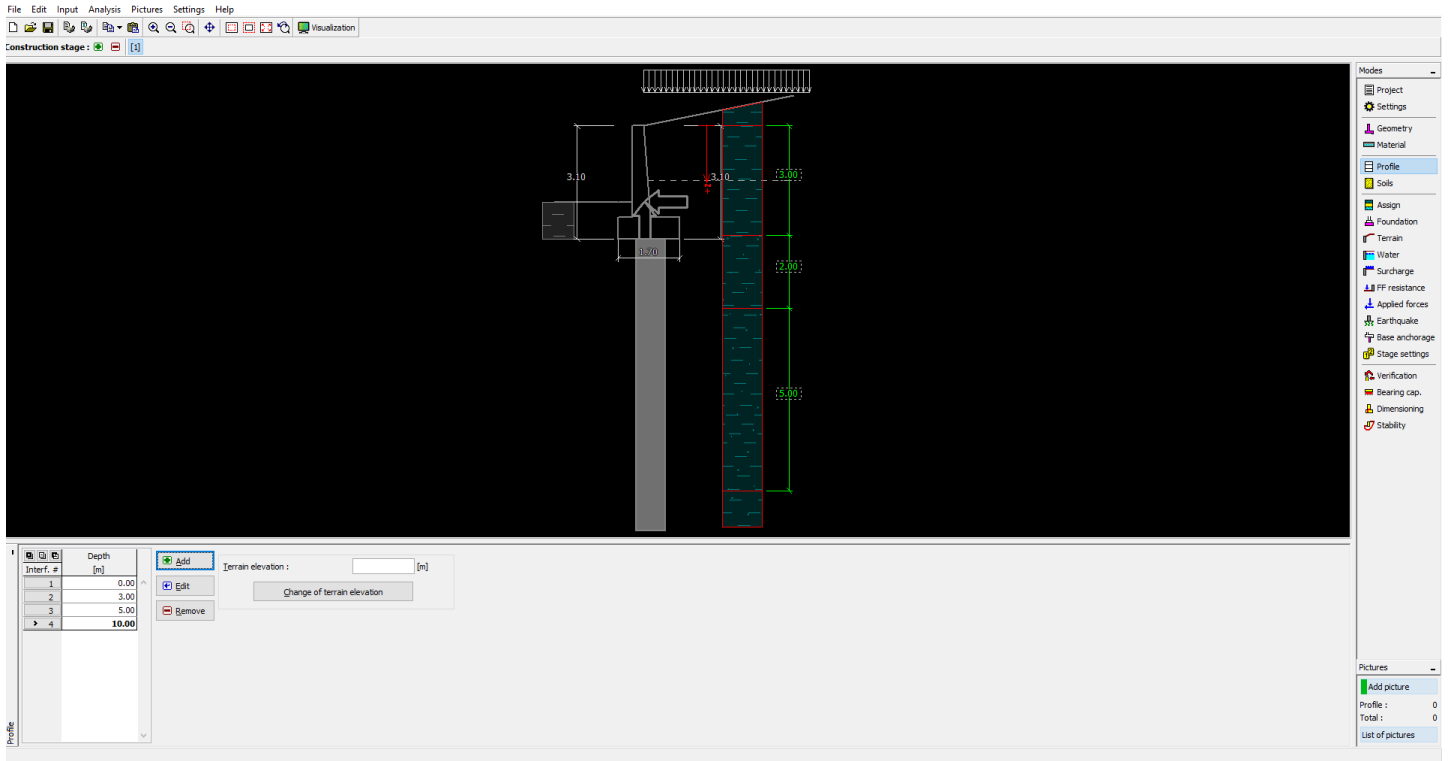 File Edit Input Analysis Pictures Settings Help
Visualization
Construction stage : [1]
3.10
3.10
+z
1.70
3.00
2.00
5.00
Modes
Project
Settings
Geometry
Material
Profile
Soils
Assign
Foundation
Terrain
Water
Surcharge
FF resistance
Applied forces
Earthquake
Base anchorage
Stage settings
Verification
Bearing cap.
Dimensioning
Stability
Pictures
Add picture
Profile : 0
Total : 0
List of pictures
Profile
Interf. # Depth [m]
1 0.00
2 3.00
3 5.00
4 10.00
Add
Edit
Remove
Terrain elevation : [m]
Change of terrain elevation